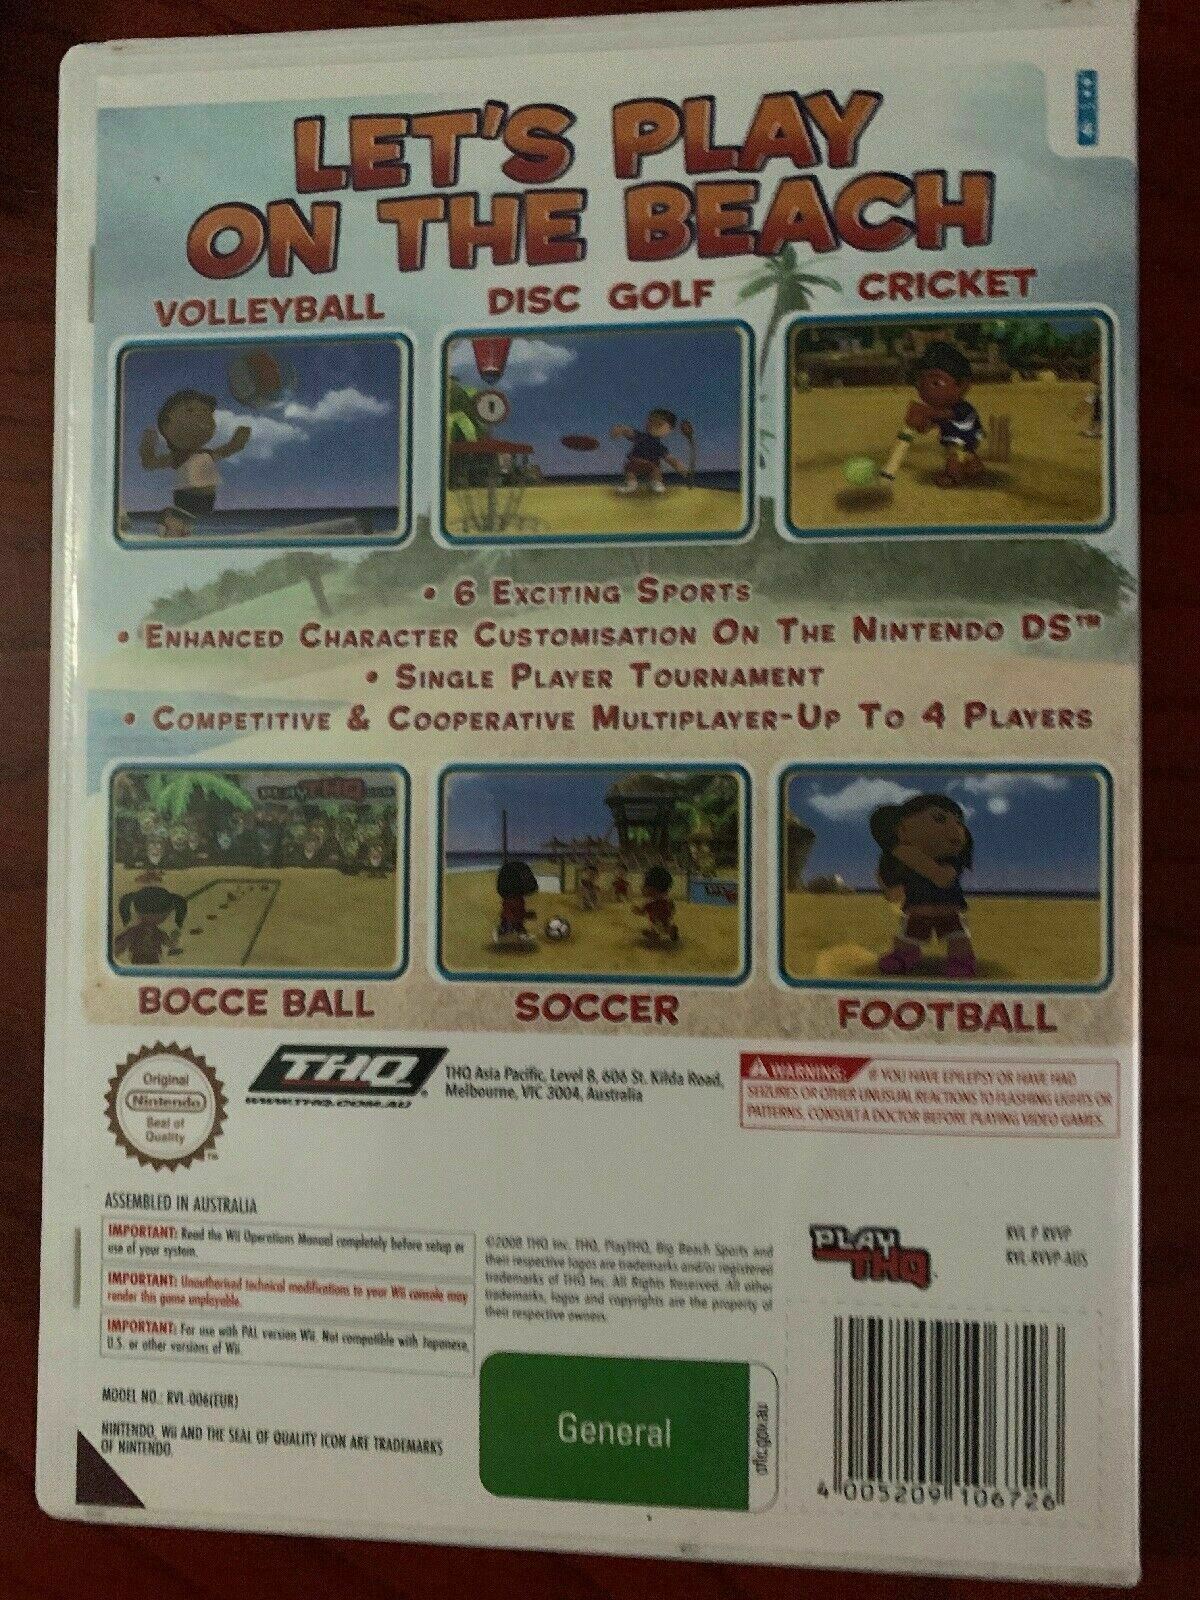 LET'S PLAY
ON THE BEACH
VOLLEYBALL
DISC GOLF
CRICKET
1
• 6 EXCITING SPORTS
• ENHANCED CHARACTER CUSTOMISATION ON THE NINTENDO DS™
• SINGLE PLAYER TOURNAMENT
• COMPETITIVE & COOPERATIVE MULTIPLAYER-UP TO 4 PLAYERS
PLAYTHQ
BOCCE BALL
SOCCER
FOOTBALL
Original
Nintendo
Seal of
Quality
TM
THQ
WWW.THQ.COM.AU
THQ Asia Pacific, Level 8, 606 St. Kilda Road,
Melbourne, VIC 3004, Australia
WARNING: IF YOU HAVE EPILEPSY OR HAVE HAD
SEIZURES OR OTHER UNUSUAL REACTIONS TO FLASHING LIGHTS OR
PATTERNS, CONSULT A DOCTOR BEFORE PLAYING VIDEO GAMES.
ASSEMBLED IN AUSTRALIA
IMPORTANT: Read the Wii Operations Manual completely before setup or
use of your system.
IMPORTANT: Unauthorised technical modifications to your Wii console may
render this game unplayable.
IMPORTANT: For use with PAL version Wii. Not compatible with Japanese,
U.S. or other versions of Wii.
MODEL NO.: RVL-006(EUR)
NINTENDO, Wii AND THE SEAL OF QUALITY ICON ARE TRADEMARKS
OF NINTENDO.
©2008 THQ Inc. THQ, PlayTHQ, Big Beach Sports and
their respective logos are trademarks and/or registered
trademarks of THQ Inc. All Rights Reserved. All other
trademarks, logos and copyrights are the property of
their respective owners.
General
PLAY
THQ
4 005209 106726